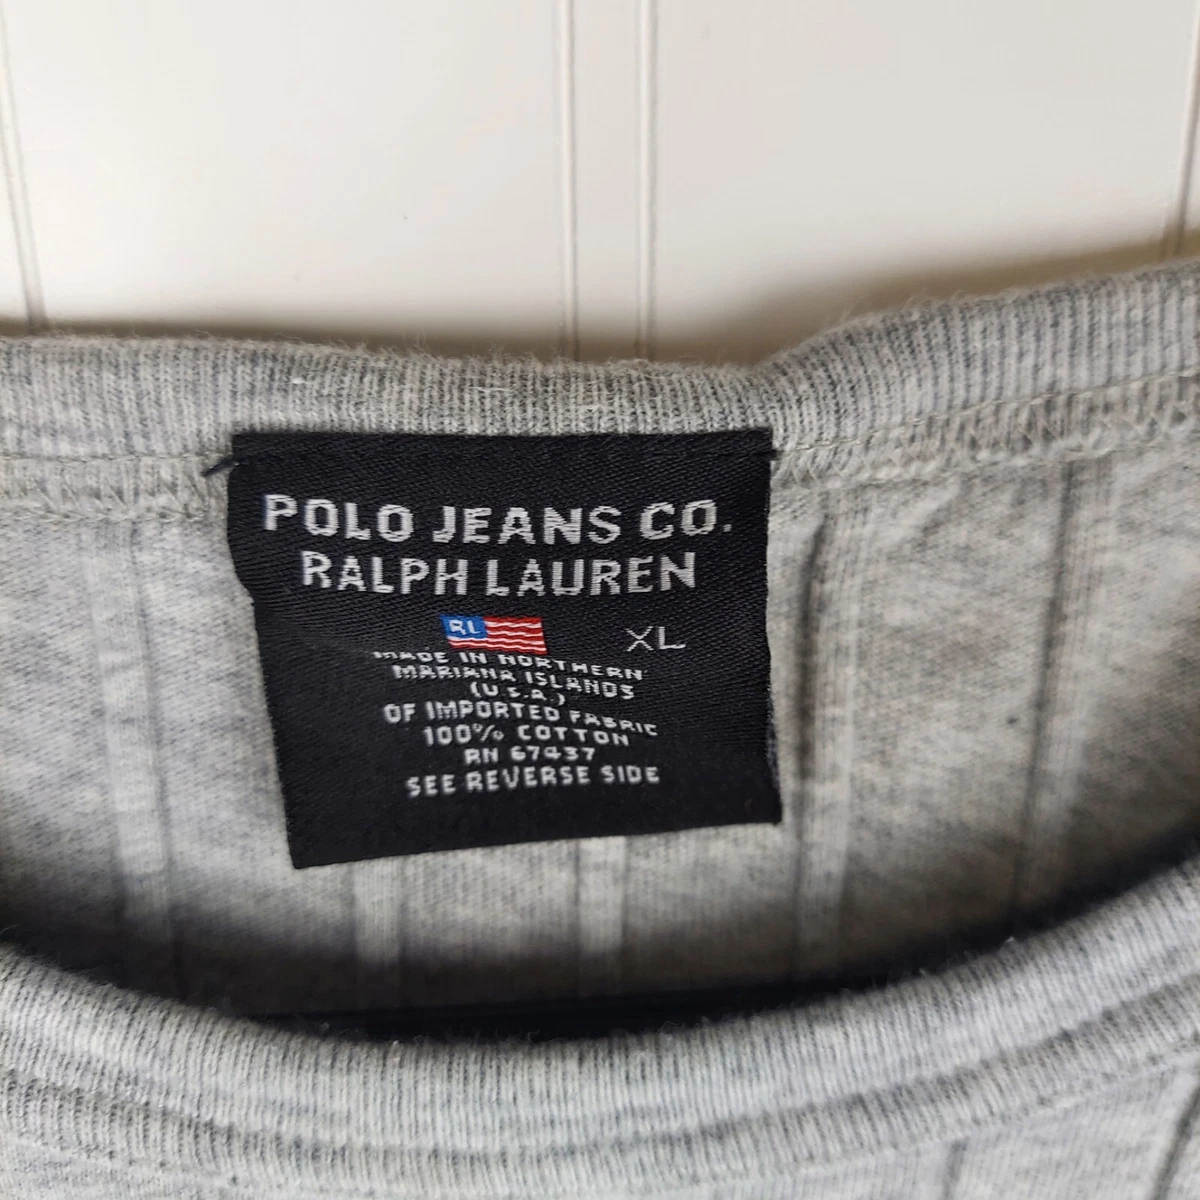 POLO JEANS CO.
RALPH LAUREN
RL XL
MADE IN NORTHERN
MARIANA ISLANDS
(U.S.A.)
OF IMPORTED FABRIC
100% COTTON
RN 67437
SEE REVERSE SIDE